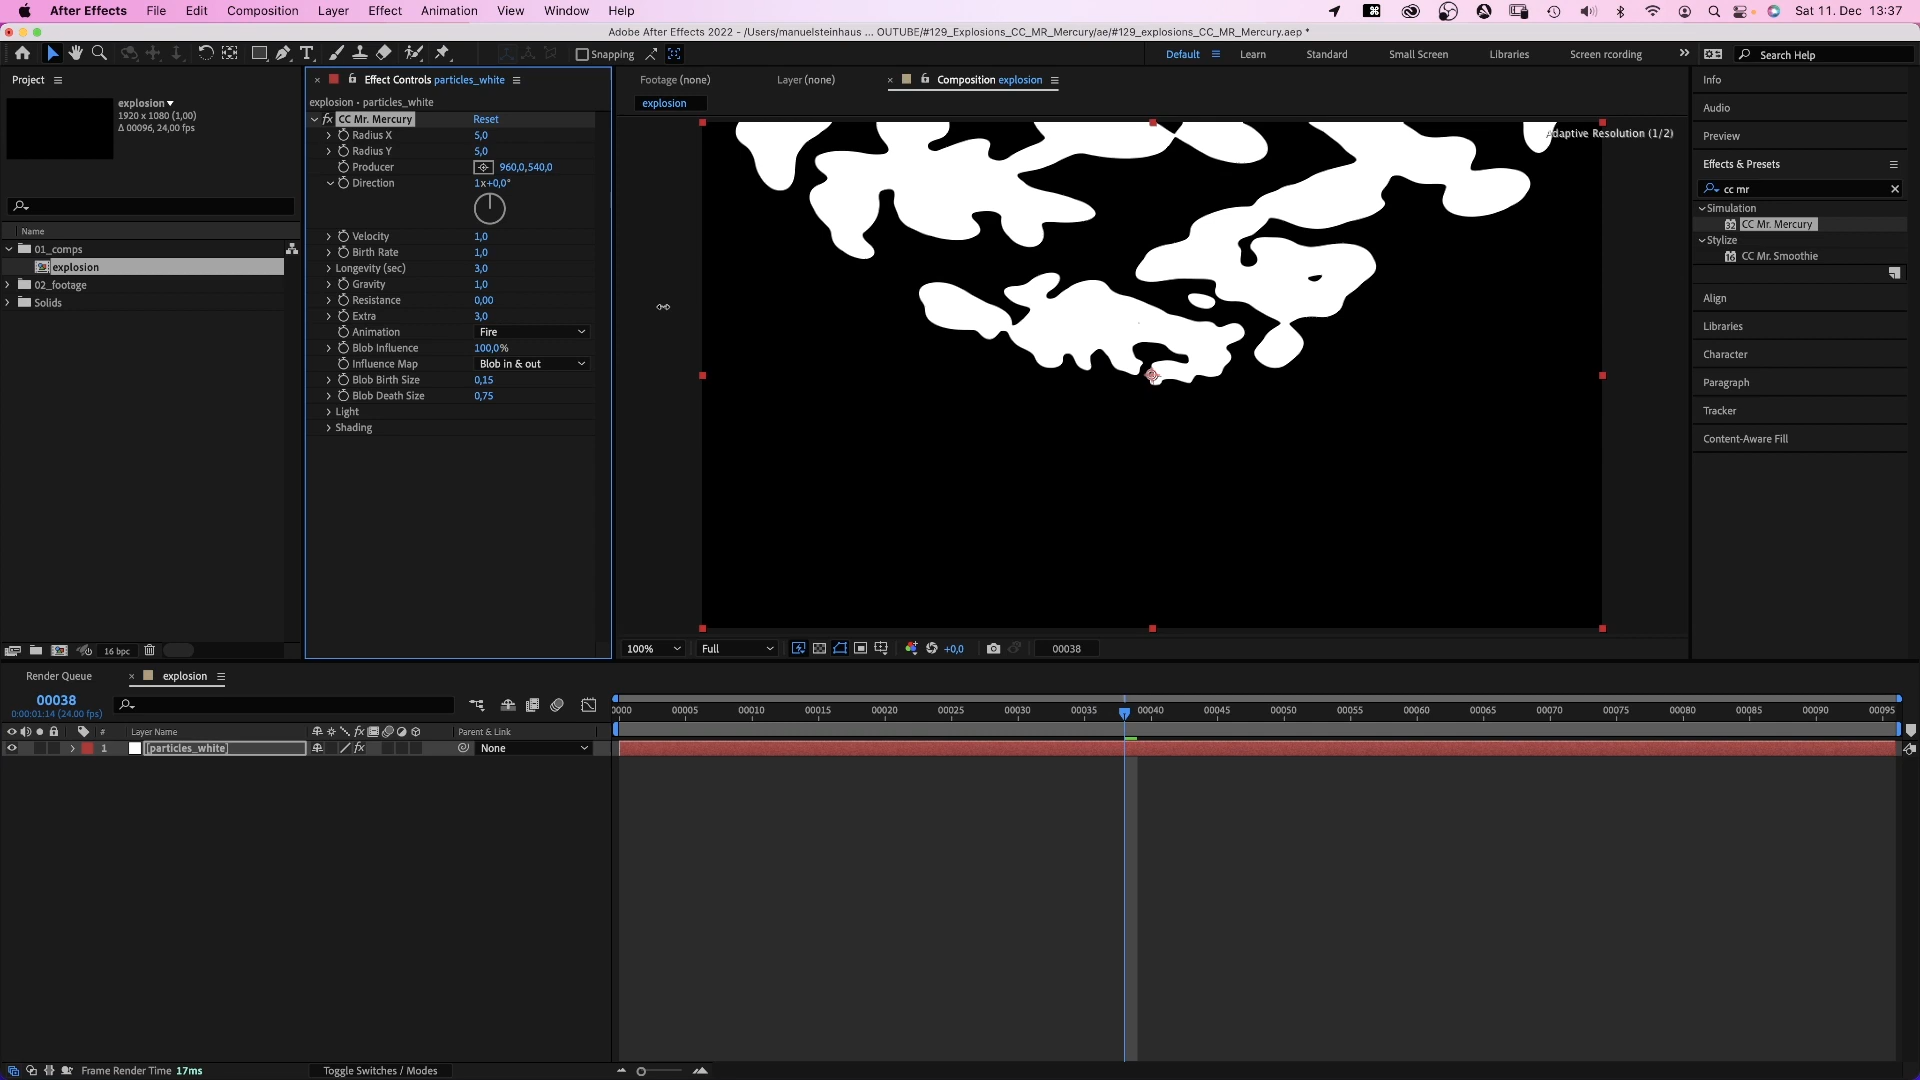 After Effects File Edit Composition Layer Effect Animation View Window Help Sat 11. Dec 13:37
Adobe After Effects 2022 - /Users/manuelsteinhaus ... OUTUBE/#129_Explosions_CC_MR_Mercury/ae/#129_explosions_CC_MR_Mercury.aep *
Snapping Default Learn Standard Small Screen Libraries Screen rcording Search Help
Project
explosion
1920 x 1080 (1,00)
Δ 00096, 24,00 fps
Name
01_comps
explosion
02_footage
Solids
16 bpc
Effect Controls particles_white
explosion • particles_white
fx CC Mr. Mercury Reset
Radius X 5,0
Radius Y 5,0
Producer 960,0,540,0
Direction 1x+0,0°
Velocity 1,0
Birth Rate 1,0
Longevity (sec) 3,0
Gravity 1,0
Resistance 0,00
Extra 3,0
Animation Fire
Blob Influence 100,0%
Influence Map Blob in & out
Blob Birth Size 0,15
Blob Death Size 0,75
Light
Shading
Footage (none) Layer (none) Composition explosion
explosion
Adaptive Resolution (1/2)
100% Full +0,0 00038
Info
Audio
Preview
Effects & Presets
cc mr
Simulation
32 CC Mr. Mercury
Stylize
16 CC Mr. Smoothie
Align
Libraries
Character
Paragraph
Tracker
Content-Aware Fill
Render Queue explosion
00038
0:00:01:14 (24.00 fps)
0000 00005 00010 00015 00020 00025 00030 00035 00040 00045 00050 00055 00060 00065 00070 00075 00080 00085 00090 00095
# Layer Name fx Parent & Link
1 [particles_white] fx None
Frame Render Time 17ms Toggle Switches / Modes